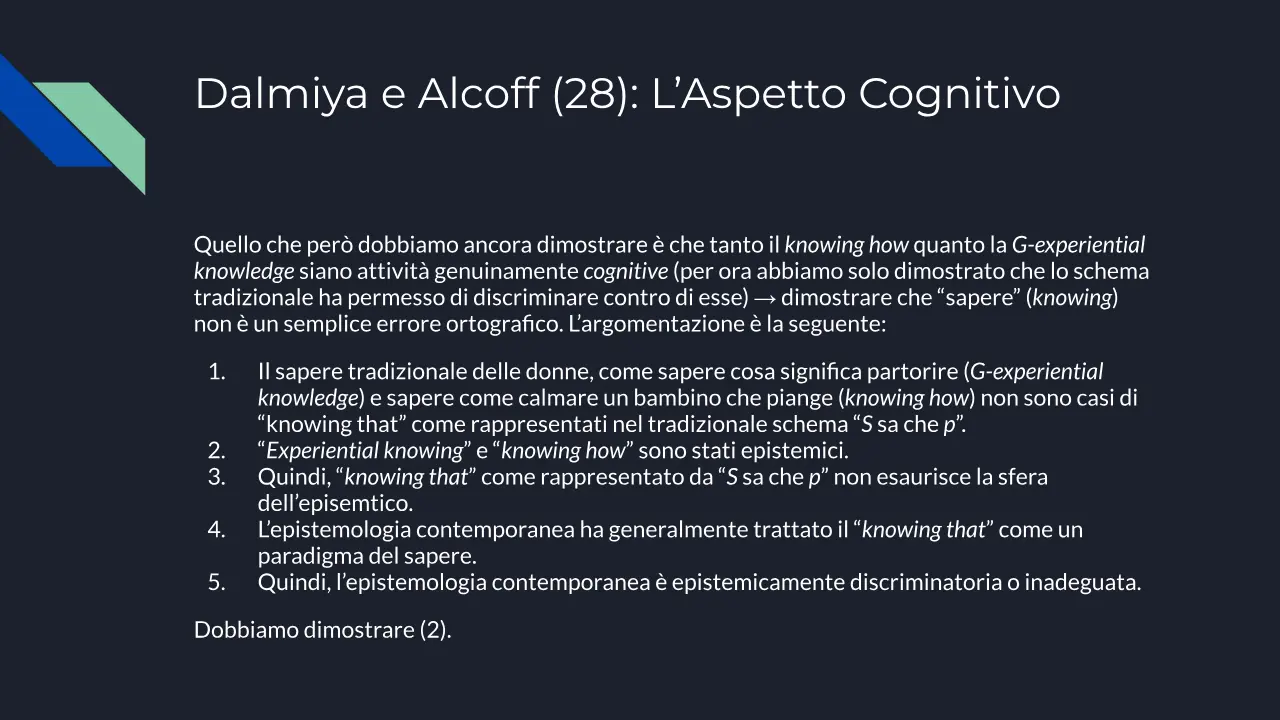 Dalmiya e Alcoff (28): L’Aspetto Cognitivo
Quello che però dobbiamo ancora dimostrare è che tanto il knowing how quanto la G-experiential
knowledge siano attività genuinamente cognitive (per ora abbiamo solo dimostrato che lo schema
tradizionale ha permesso di discriminare contro di esse) → dimostrare che “sapere” (knowing)
non è un semplice errore ortografico. L’argomentazione è la seguente:
1. Il sapere tradizionale delle donne, come sapere cosa significa partorire (G-experiential
knowledge) e sapere come calmare un bambino che piange (knowing how) non sono casi di
“knowing that” come rappresentati nel tradizionale schema “S sa che p”.
2. “Experiential knowing” e “knowing how” sono stati epistemici.
3. Quindi, “knowing that” come rappresentato da “S sa che p” non esaurisce la sfera
dell’episemtico.
4. L’epistemologia contemporanea ha generalmente trattato il “knowing that” come un
paradigma del sapere.
5. Quindi, l’epistemologia contemporanea è epistemicamente discriminatoria o inadeguata.
Dobbiamo dimostrare (2).